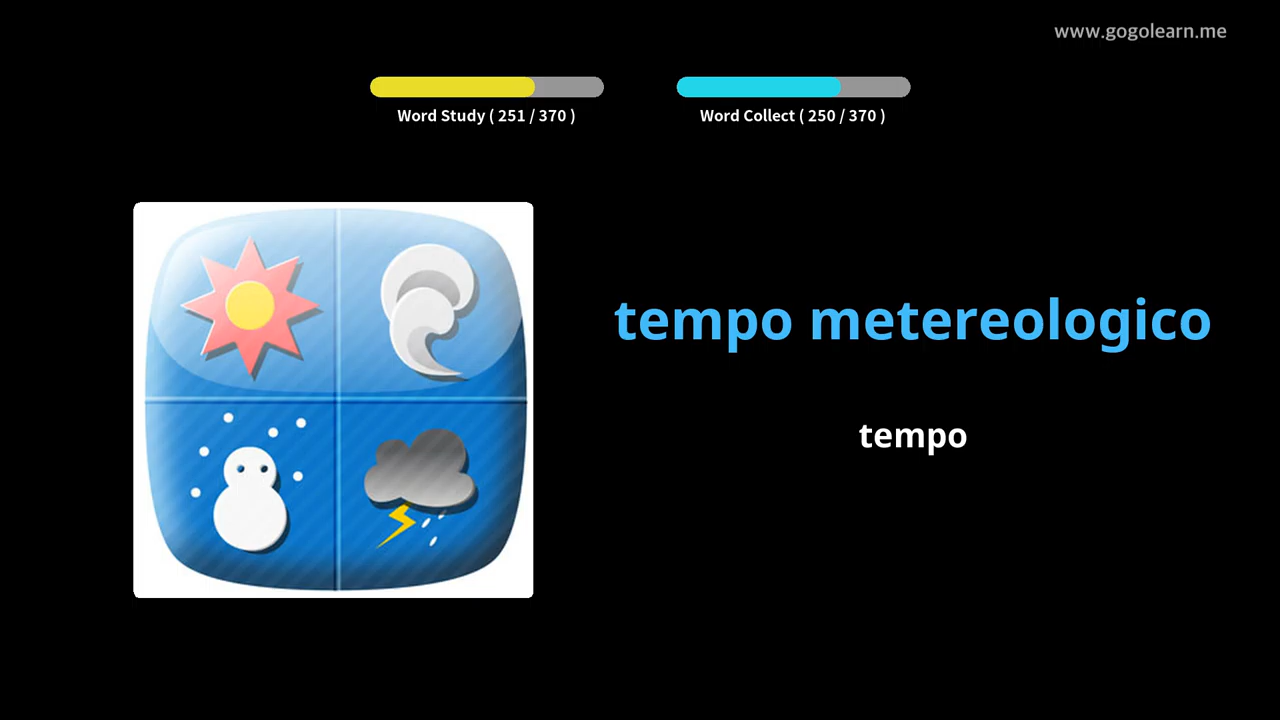 www.gogolearn.me
Word Study ( 251 / 370 )
Word Collect ( 250 / 370 )
tempo metereologico
tempo